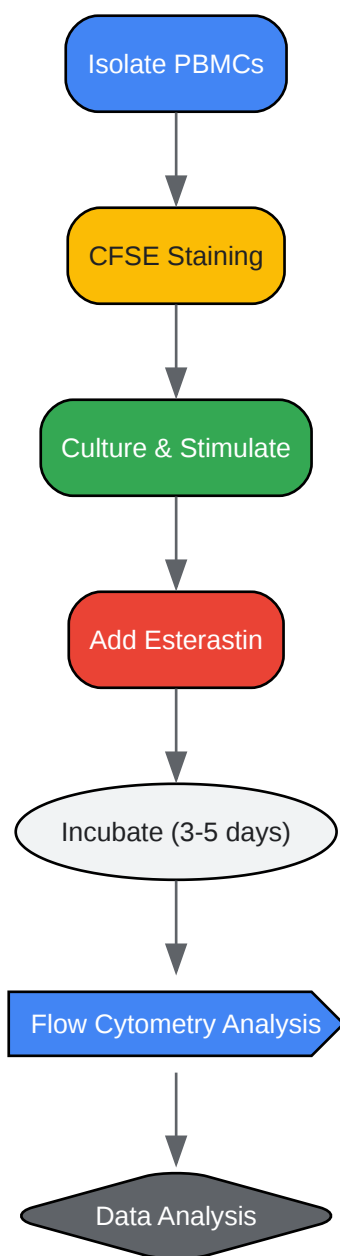 Isolate PBMCs
CFSE Staining
Culture & Stimulate
Add Esterastin
Incubate (3-5 days)
Flow Cytometry Analysis
Data Analysis